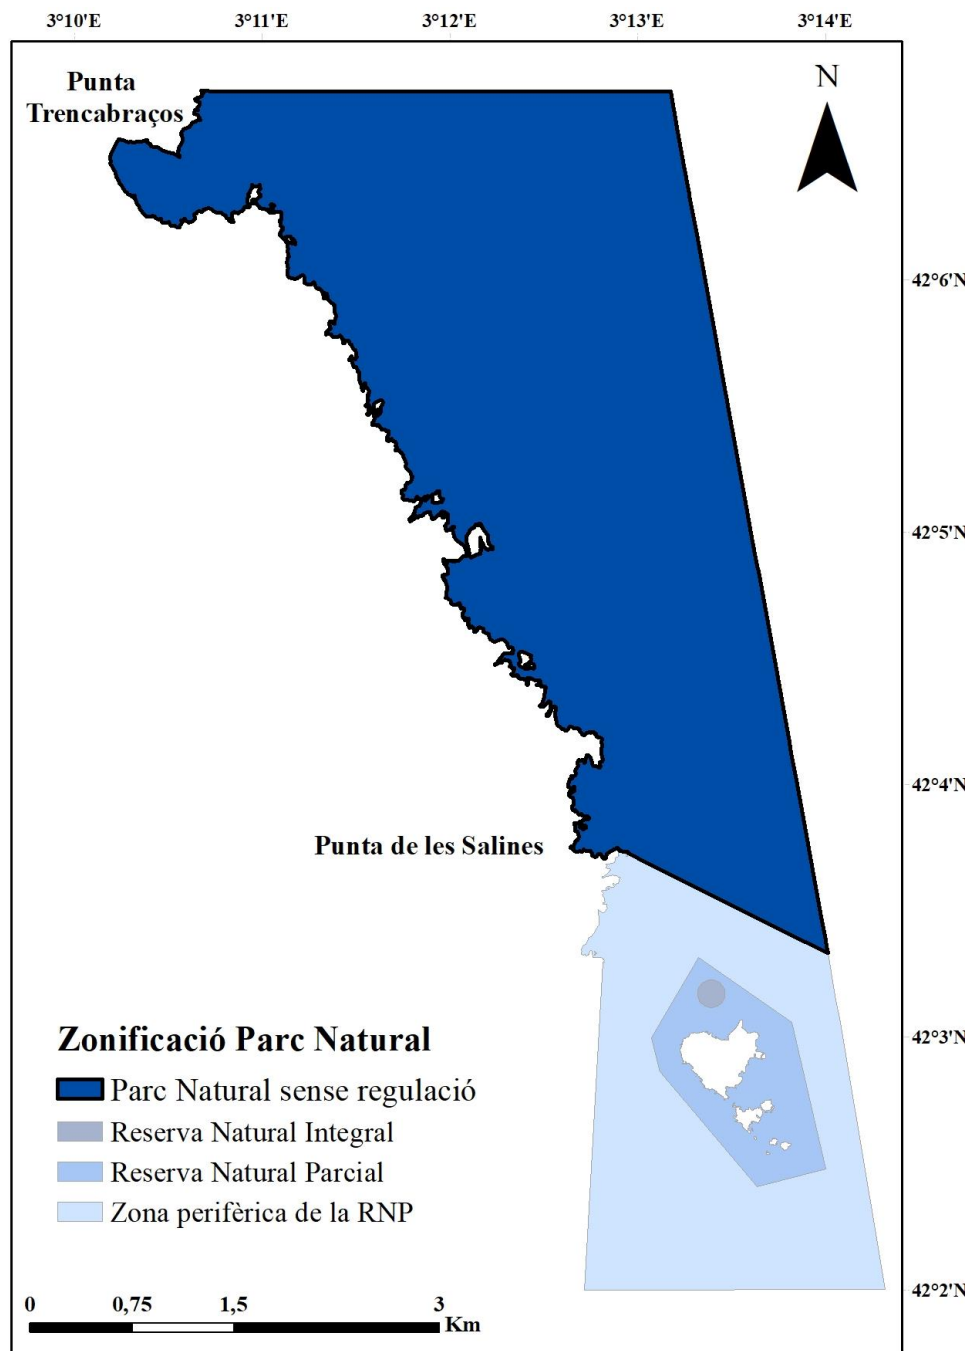 3°10'E 3°11'E 3°12'E 3°13'E 3°14'E
Punta
Trencabraços
N
42°6'N
42°5'N
42°4'N
Punta de les Salines
42°3'N
Zonificació Parc Natural
Parc Natural sense regulació
Reserva Natural Integral
Reserva Natural Parcial
Zona perifèrica de la RNP
42°2'N
0 0,75 1,5 3
Km